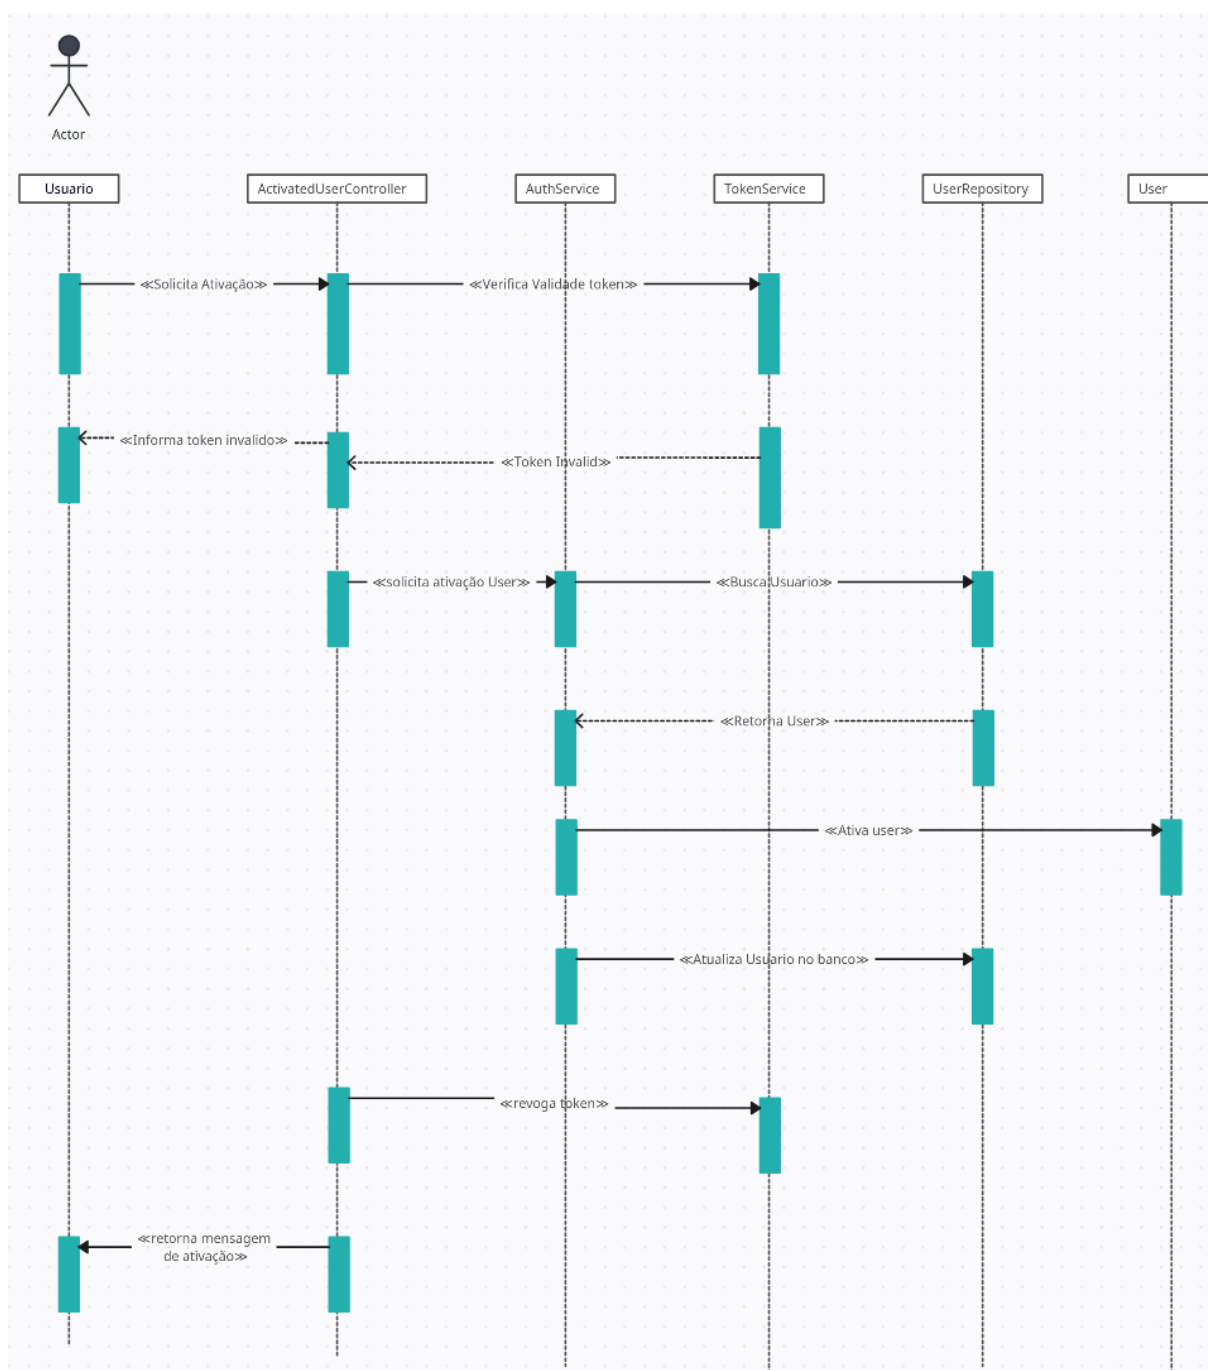 Actor
Usuario
ActivatedUserController
AuthService
TokenService
UserRepository
User
≪Solicita Ativação≫
≪Verifica Validade token≫
≪Informa token invalido≫
≪Token Invalid≫
≪solicita ativação User≫
≪Busca Usuario≫
≪Retorna User≫
≪Ativa user≫
≪Atualiza Usuario no banco≫
≪revoga token≫
≪retorna mensagem
de ativação≫